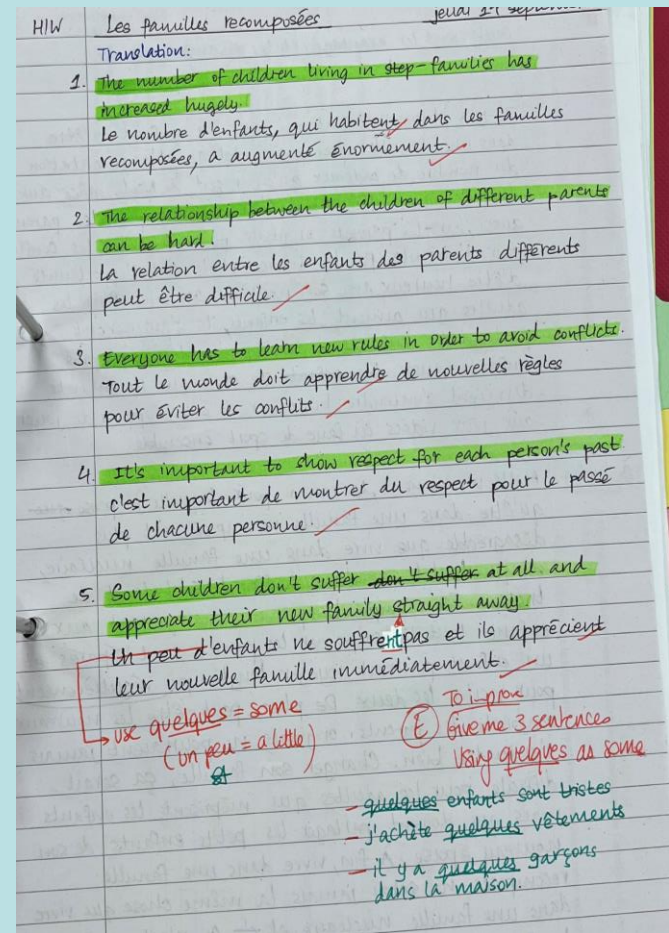 H/W Les familles recomposées jeudi
Translation:
1. The number of children living in step-families has
increased hugely.
Le nombre d'enfants, qui habitent dans les familles
recomposées, a augmenté énormément.
2. The relationship between the children of different parents
can be hard.
La relation entre les enfants des parents différents
peut être difficile.
3. Everyone has to learn new rules in order to avoid conflicts.
Tout le monde doit apprendre de nouvelles règles
pour éviter les conflits.
4. It's important to show respect for each person's past
c'est important de montrer du respect pour le passé
de chacune personne.
5. Some children don't suffer don't suffer at all and
appreciate their new family straight away.
Un peu d'enfants ne souffrent pas et ils apprécient
leur nouvelle famille immédiatement.
use quelques = some
(un peu = a little)
E To improve
Give me 3 sentences
Using quelques as some
- quelques enfants sont tristes
- j'achète quelques vêtements
- il y a quelques garçons
dans la maison.